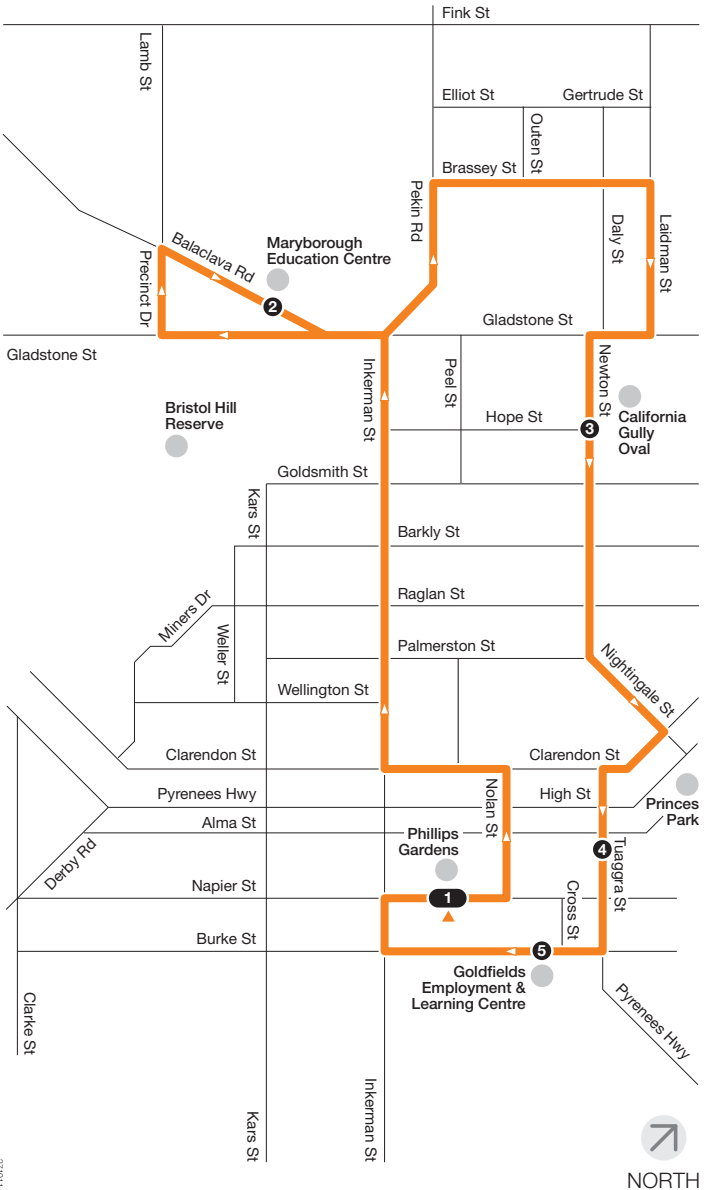 Fink St
Lamb St
Elliot St
Gertrude St
Outen St
Brassey St
Pekin Rd
Daly St
Laidman St
Balaclava Rd
Maryborough
Education Centre
Precinct Dr
2
Gladstone St
Gladstone St
Newton St
Inkerman St
Peel St
Bristol Hill
Reserve
Hope St
3
California
Gully
Oval
Goldsmith St
Kars St
Barkly St
Raglan St
Miners Dr
Weller St
Palmerston St
Nightingale St
Wellington St
Clarendon St
Clarendon St
Pyrenees Hwy
Nolan St
High St
Princes
Park
Alma St
Phillips
Gardens
4
Tuaggra St
Derby Rd
Napier St
1
Cross St
Burke St
5
Goldfields
Employment &
Learning Centre
Pyrenees Hwy
Clarke St
Kars St
Inkerman St
NORTH